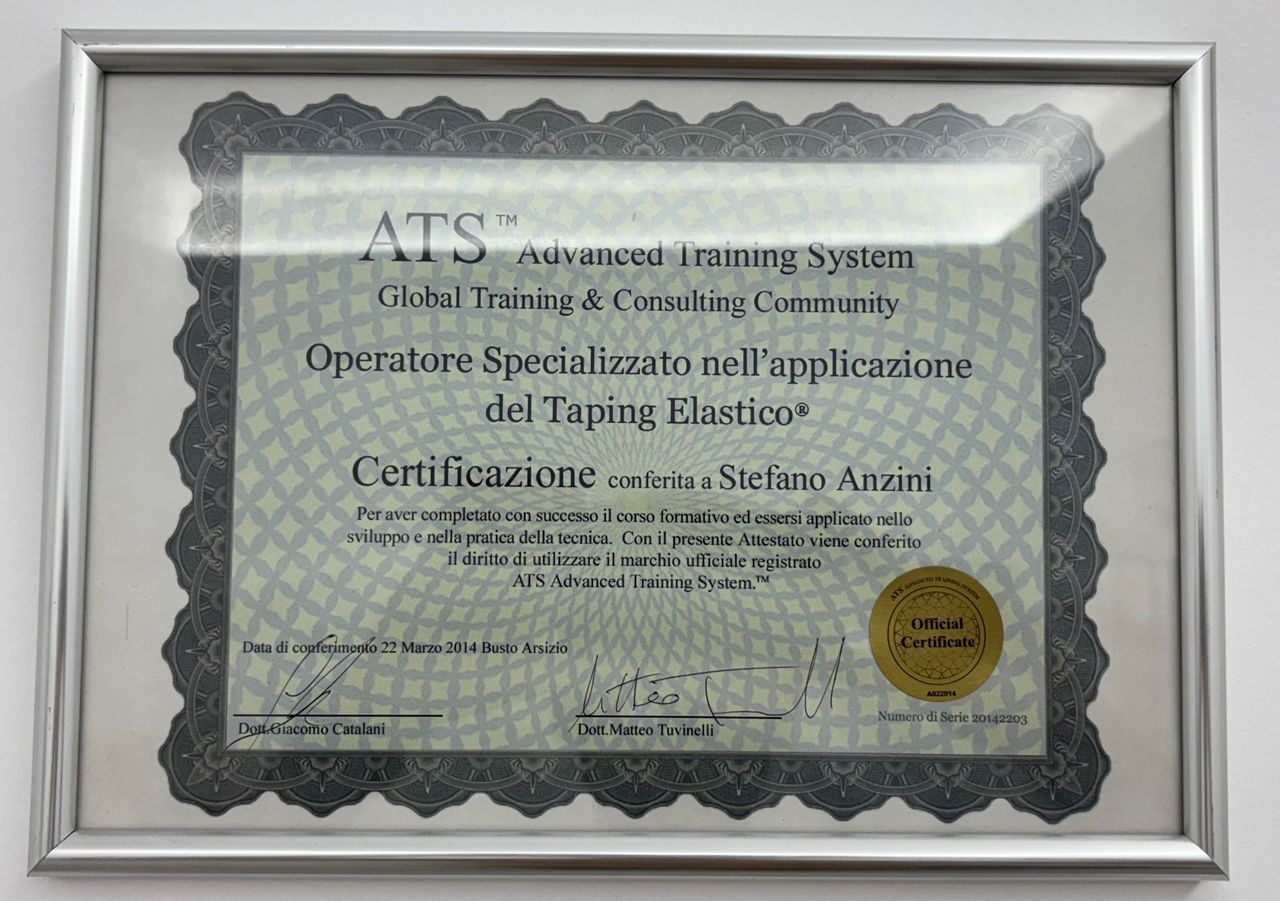 ATS™ Advanced Training System
Global Training & Consulting Community
Operatore Specializzato nell’applicazione
del Taping Elastico®
Certificazione conferita a Stefano Anzini
Per aver completato con successo il corso formativo ed essersi applicato nello
sviluppo e nella pratica della tecnica. Con il presente Attestato viene conferito
il diritto di utilizzare il marchio ufficiale registrato
ATS Advanced Training System.™
ATS ADVANCED TRAINING SYSTEM
Official
Certificate
A022014
Data di conferimento 22 Marzo 2014 Busto Arsizio
Dott.Giacomo Catalani
Dott.Matteo Tuvinelli
Numero di Serie 20142203